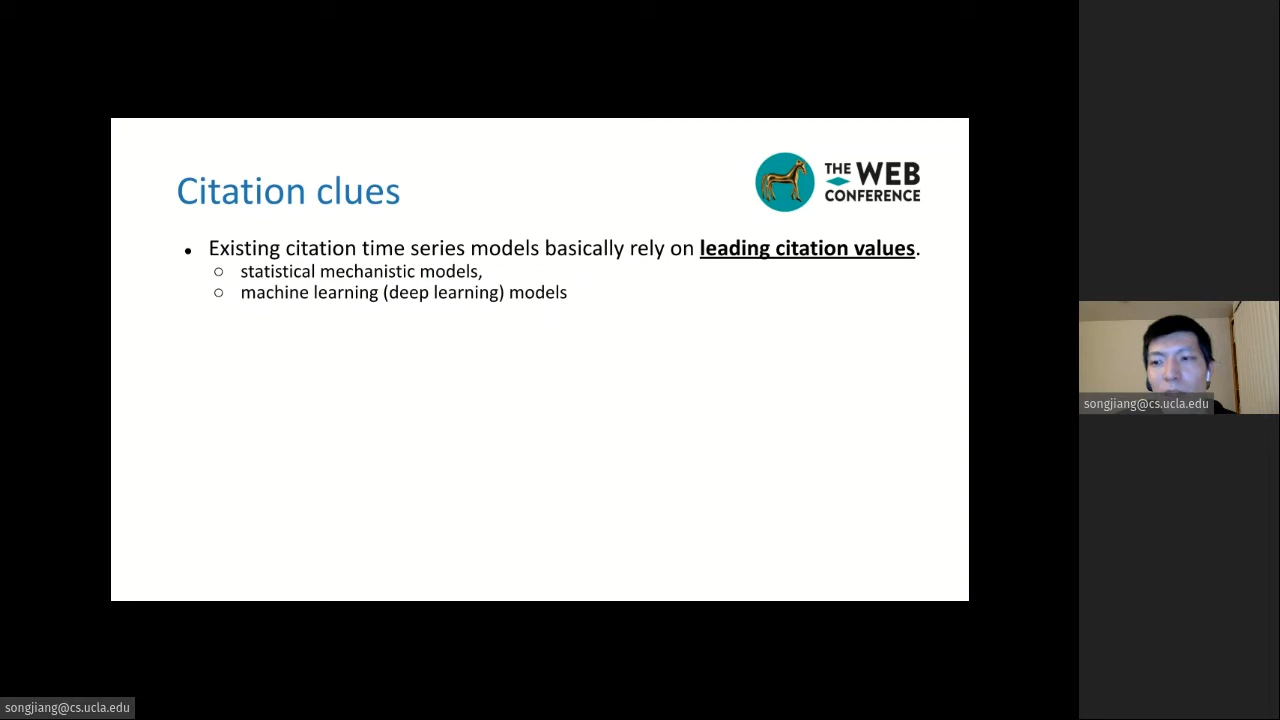 Citation clues
THE WEB
CONFERENCE
● Existing citation time series models basically rely on leading citation values.
○ statistical mechanistic models,
○ machine learning (deep learning) models
songjiang@cs.ucla.edu
songjiang@cs.ucla.edu